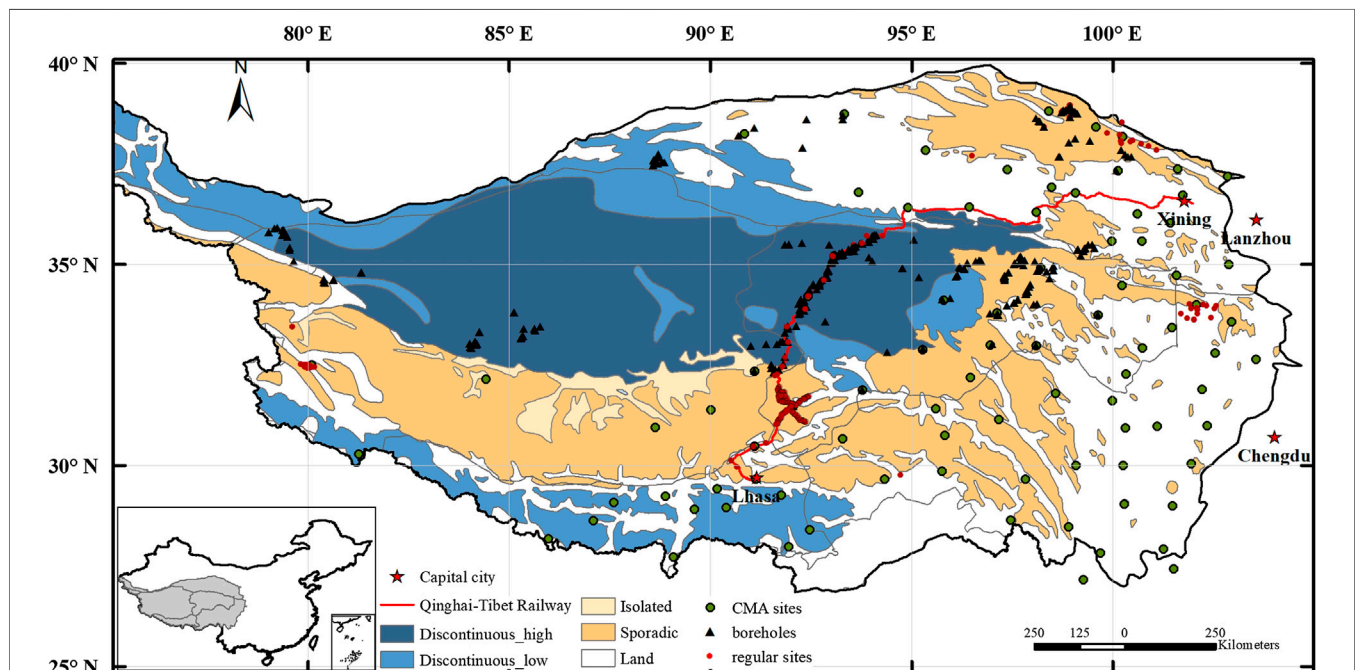 80° E 85° E 90° E 95° E 100° E
40° N
N
35° N
30° N
25° N
Xining
Lanzhou
Lhasa
Chengdu
Capital city
Qinghai-Tibet Railway
Discontinuous_high
Discontinuous_low
Isolated
Sporadic
Land
CMA sites
boreholes
regular sites
250 125 0 250
Kilometers